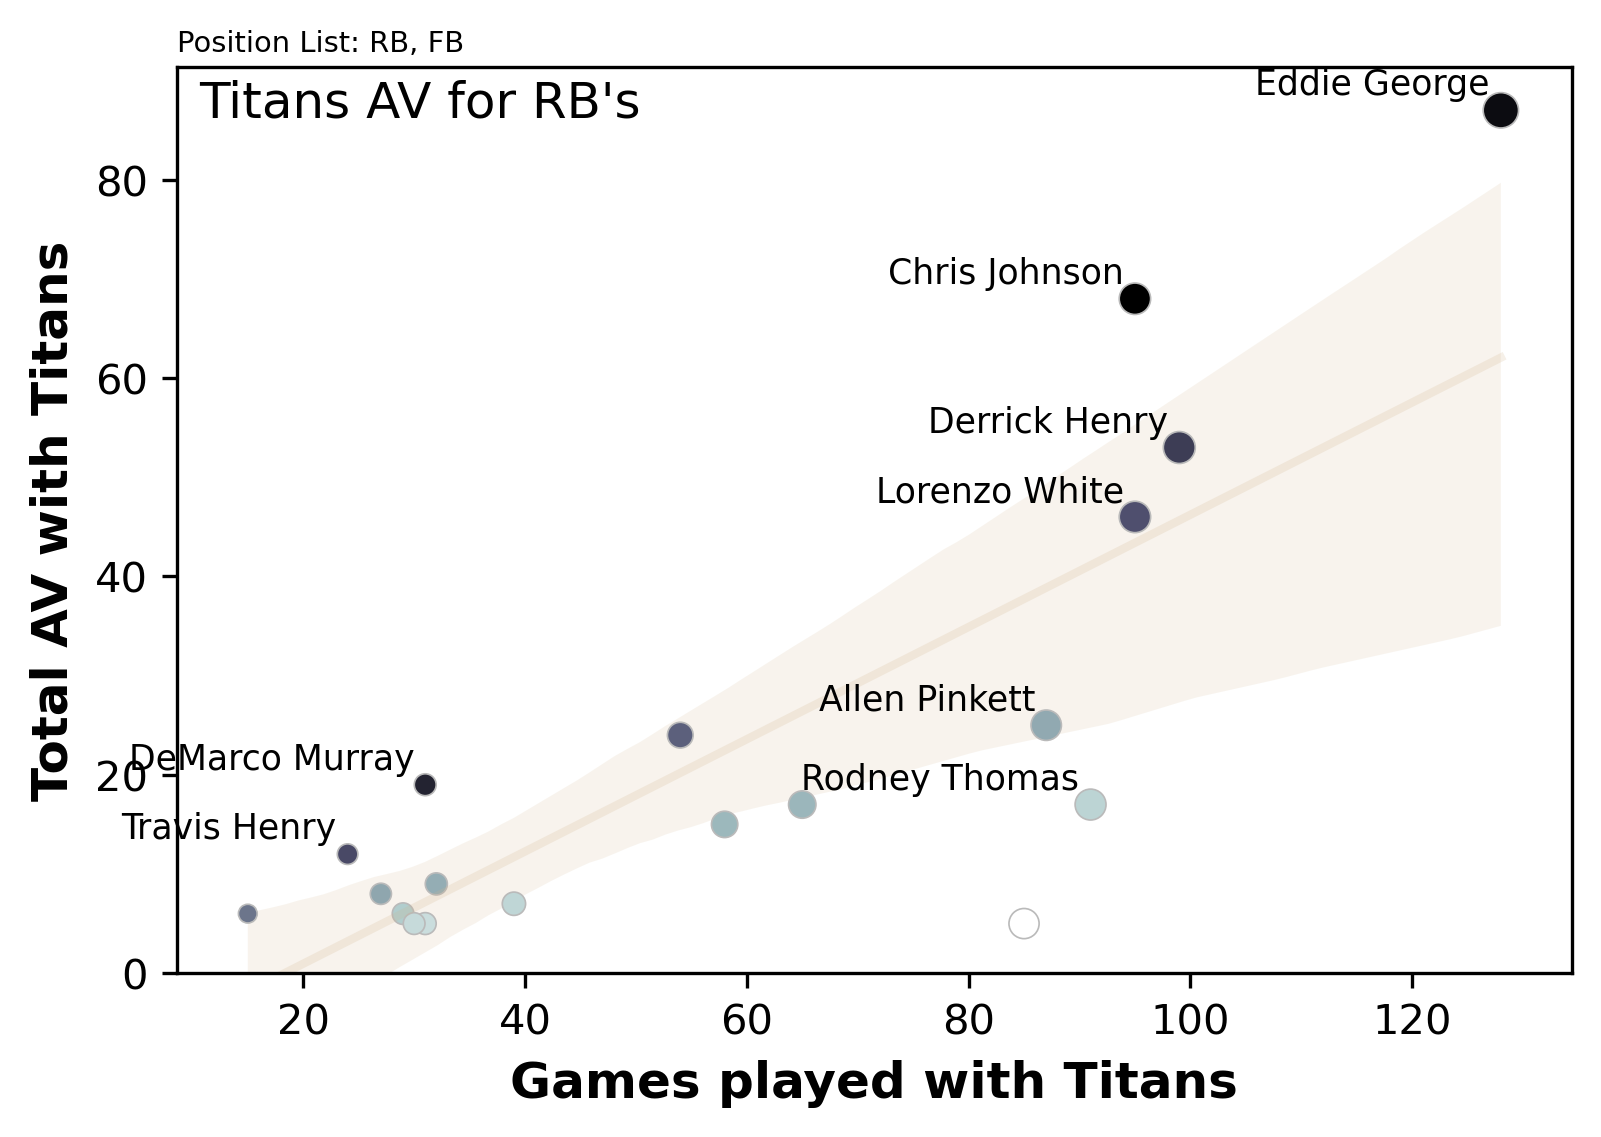 Position List: RB, FB
Titans AV for RB's
Eddie George
Chris Johnson
Derrick Henry
Lorenzo White
Allen Pinkett
Rodney Thomas
DeMarco Murray
Travis Henry
Total AV with Titans
80
60
40
20
0
20 40 60 80 100 120
Games played with Titans